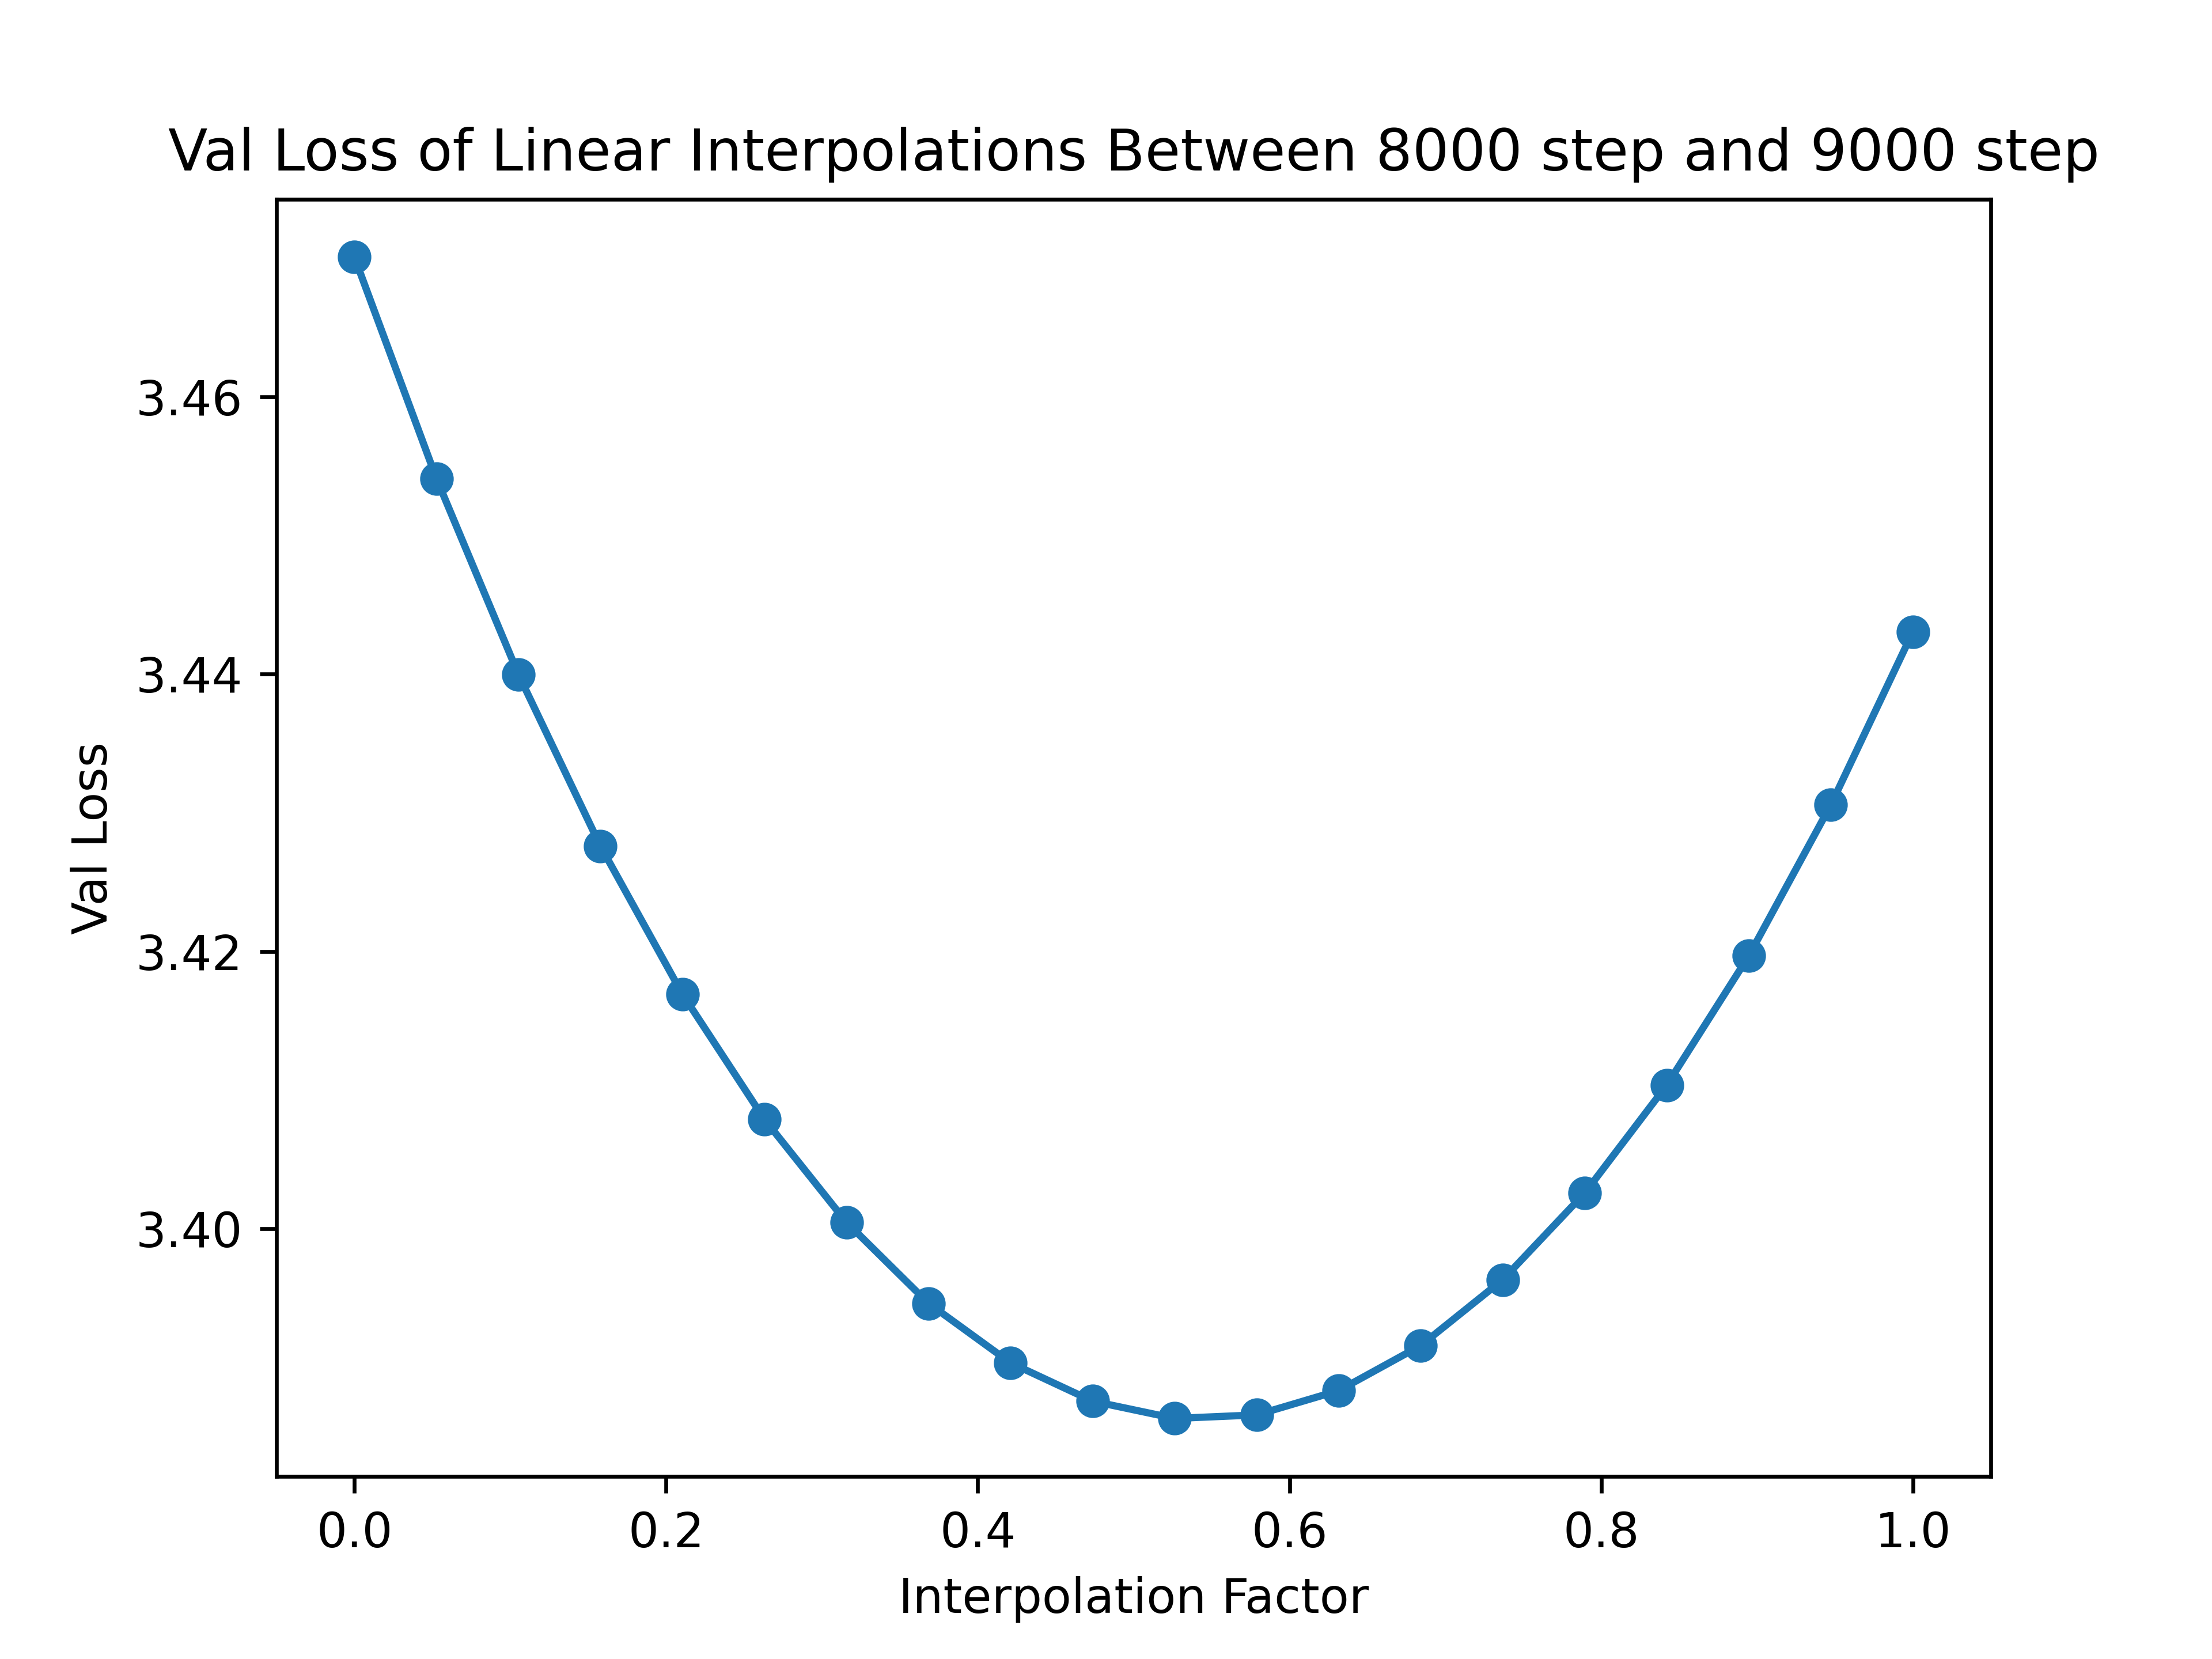 Val Loss of Linear Interpolations Between 8000 step and 9000 step
3.46
3.44
3.42
3.40
Val Loss
0.0 0.2 0.4 0.6 0.8 1.0
Interpolation Factor